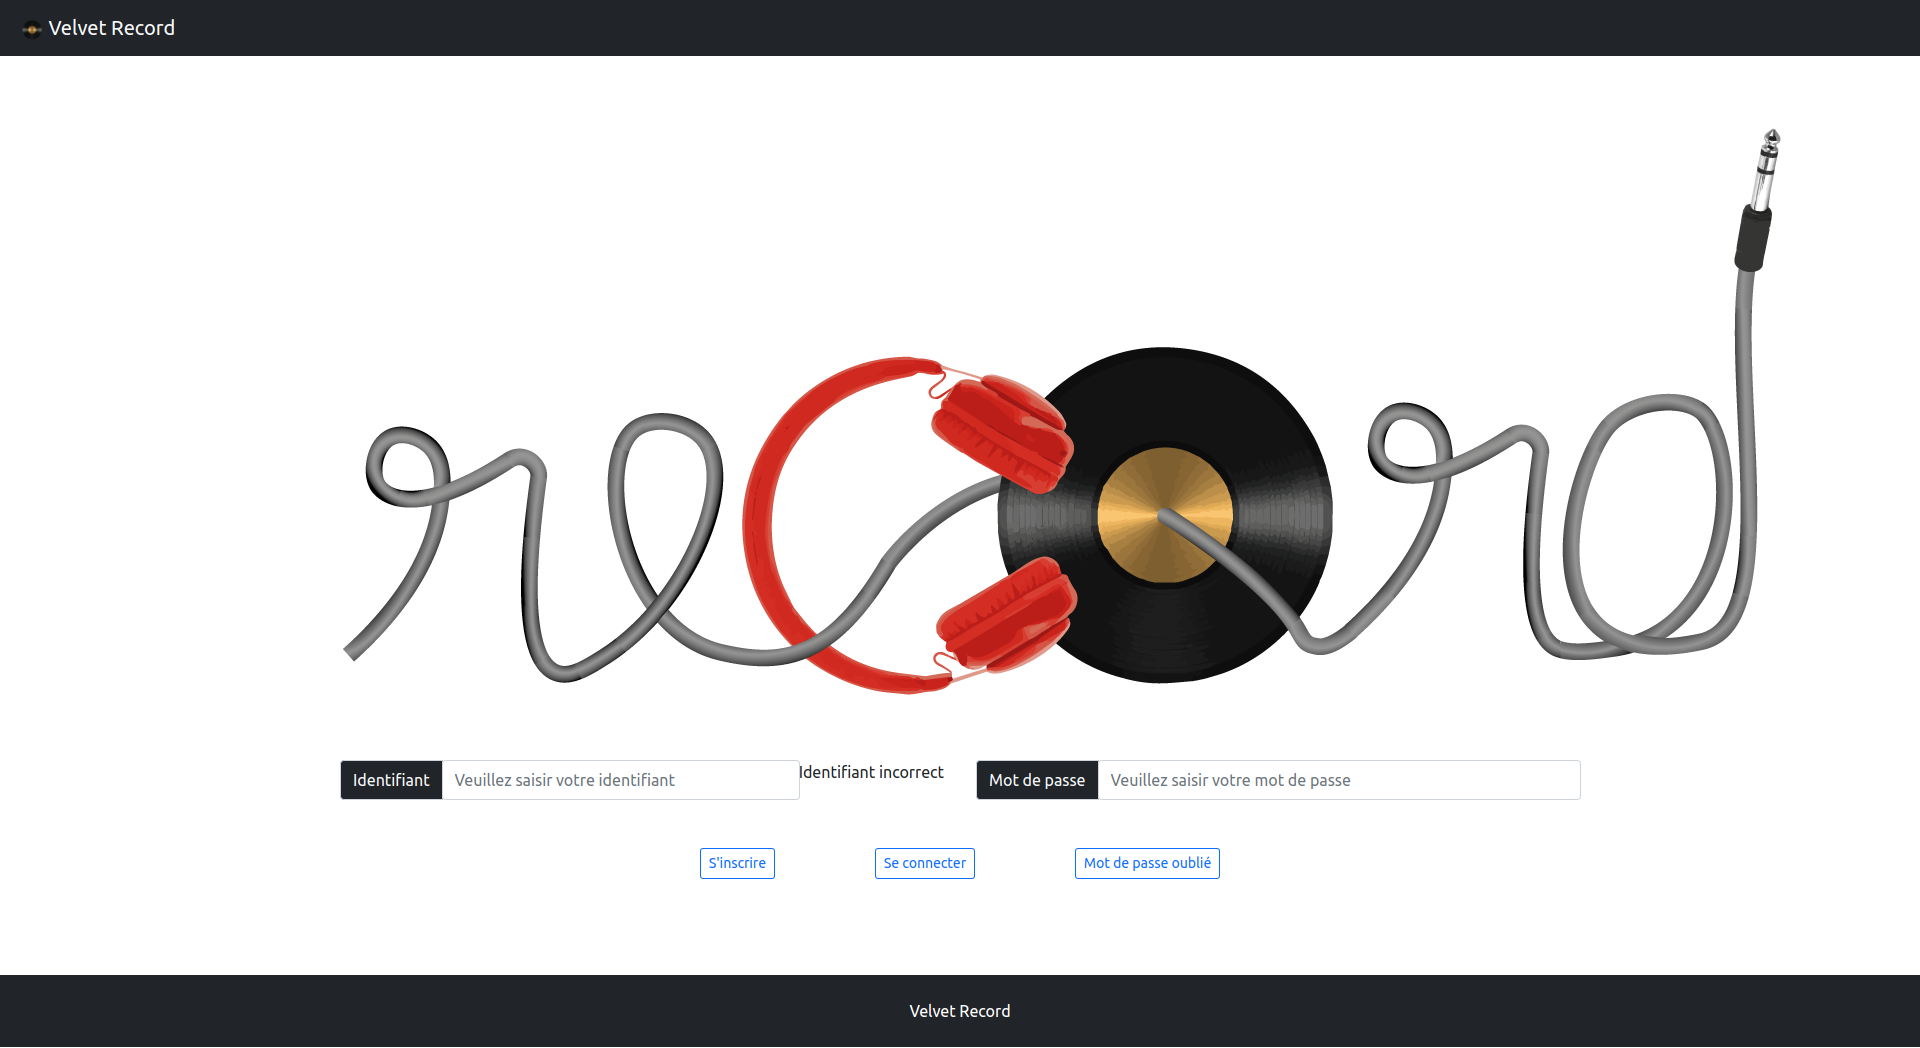 Velvet Record
record
Identifiant Veuillez saisir votre identifiant Identifiant incorrect Mot de passe Veuillez saisir votre mot de passe
S'inscrire Se connecter Mot de passe oublié
Velvet Record